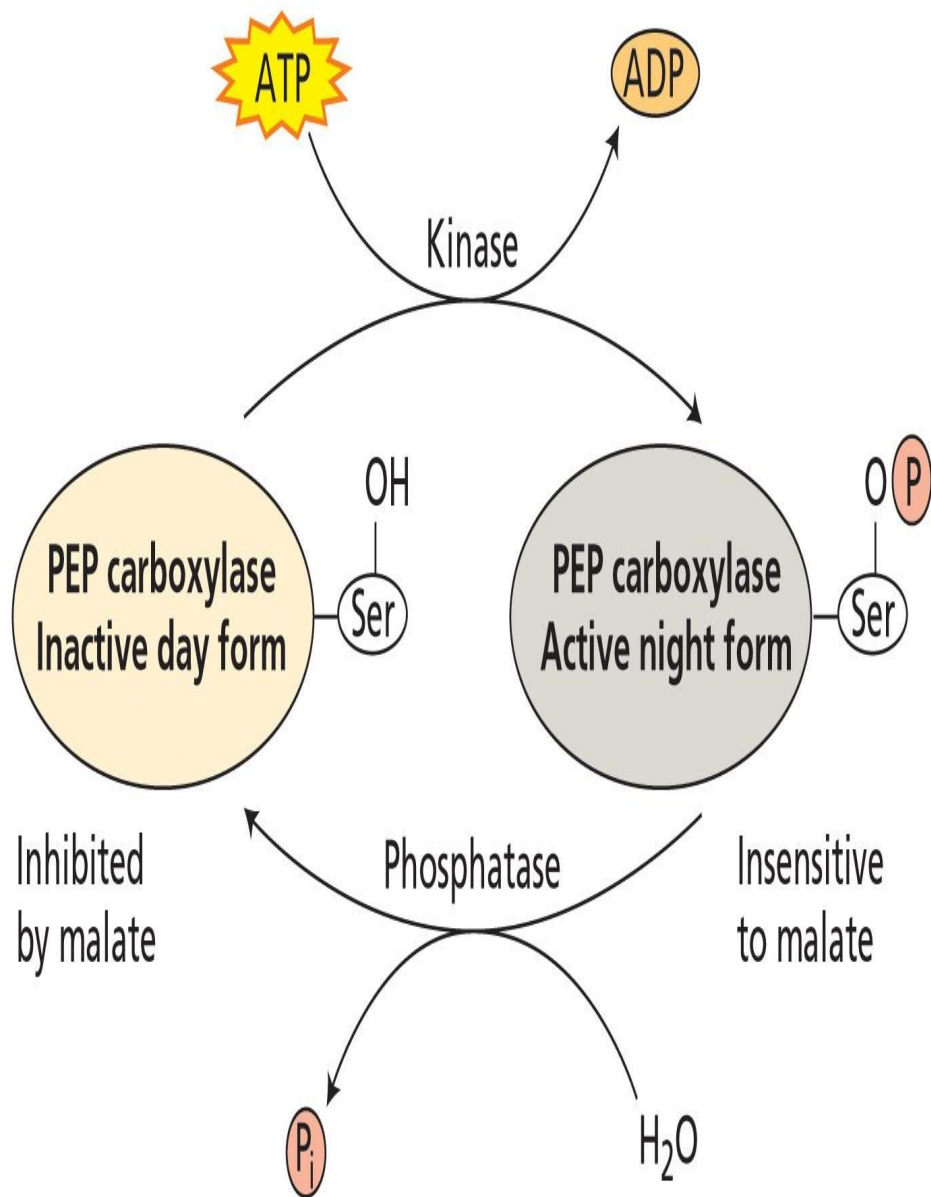 ATP
ADP
Kinase
OH
O P
PEP carboxylase
Inactive day form
Ser
PEP carboxylase
Active night form
Ser
Inhibited
by malate
Phosphatase
Insensitive
to malate
Pi
H2O